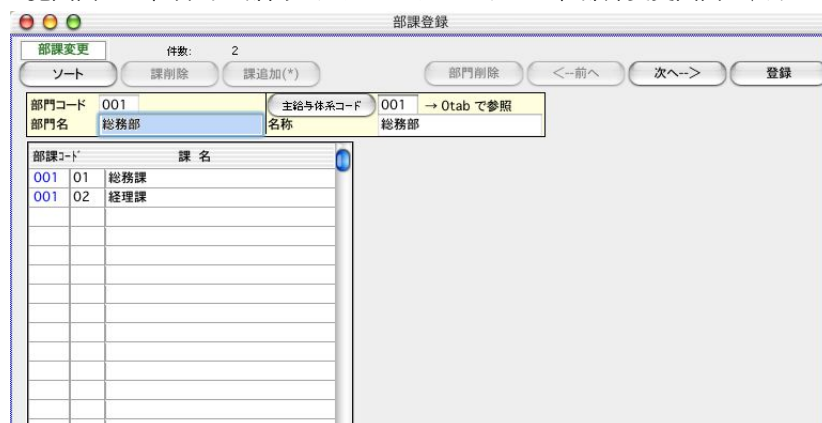 部課登録
部課変更 件数: 2
ソート 課削除 課追加(*) 部門削除 <--前へ 次へ--> 登録
部門コード 001 主給与体系コード 001 → 0tab で参照
部門名 総務部 名称 総務部
部課ｺｰﾄﾞ 課 名
001 01 総務課
001 02 経理課